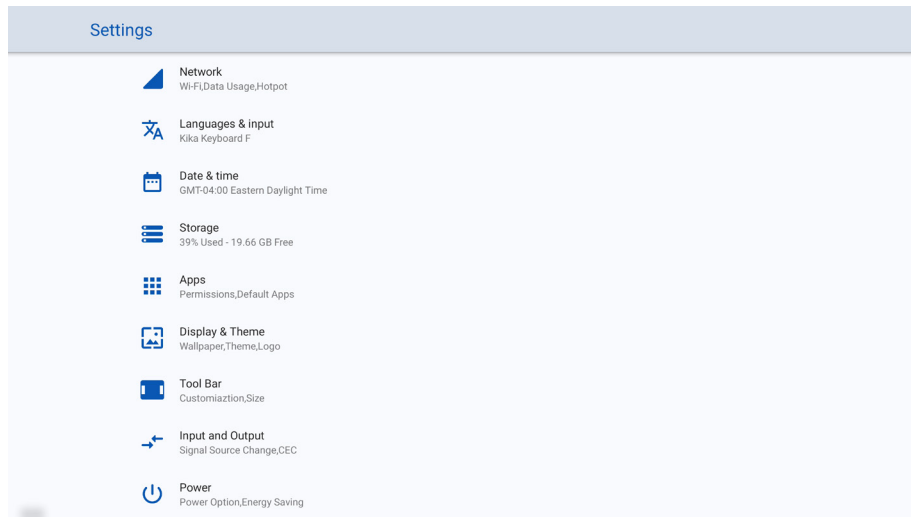 Settings
Network
Wi-Fi,Data Usage,Hotpot
Languages & input
Kika Keyboard F
Date & time
GMT-04:00 Eastern Daylight Time
Storage
39% Used - 19.66 GB Free
Apps
Permissions,Default Apps
Display & Theme
Wallpaper,Theme,Logo
Tool Bar
Customiaztion,Size
Input and Output
Signal Source Change,CEC
Power
Power Option,Energy Saving